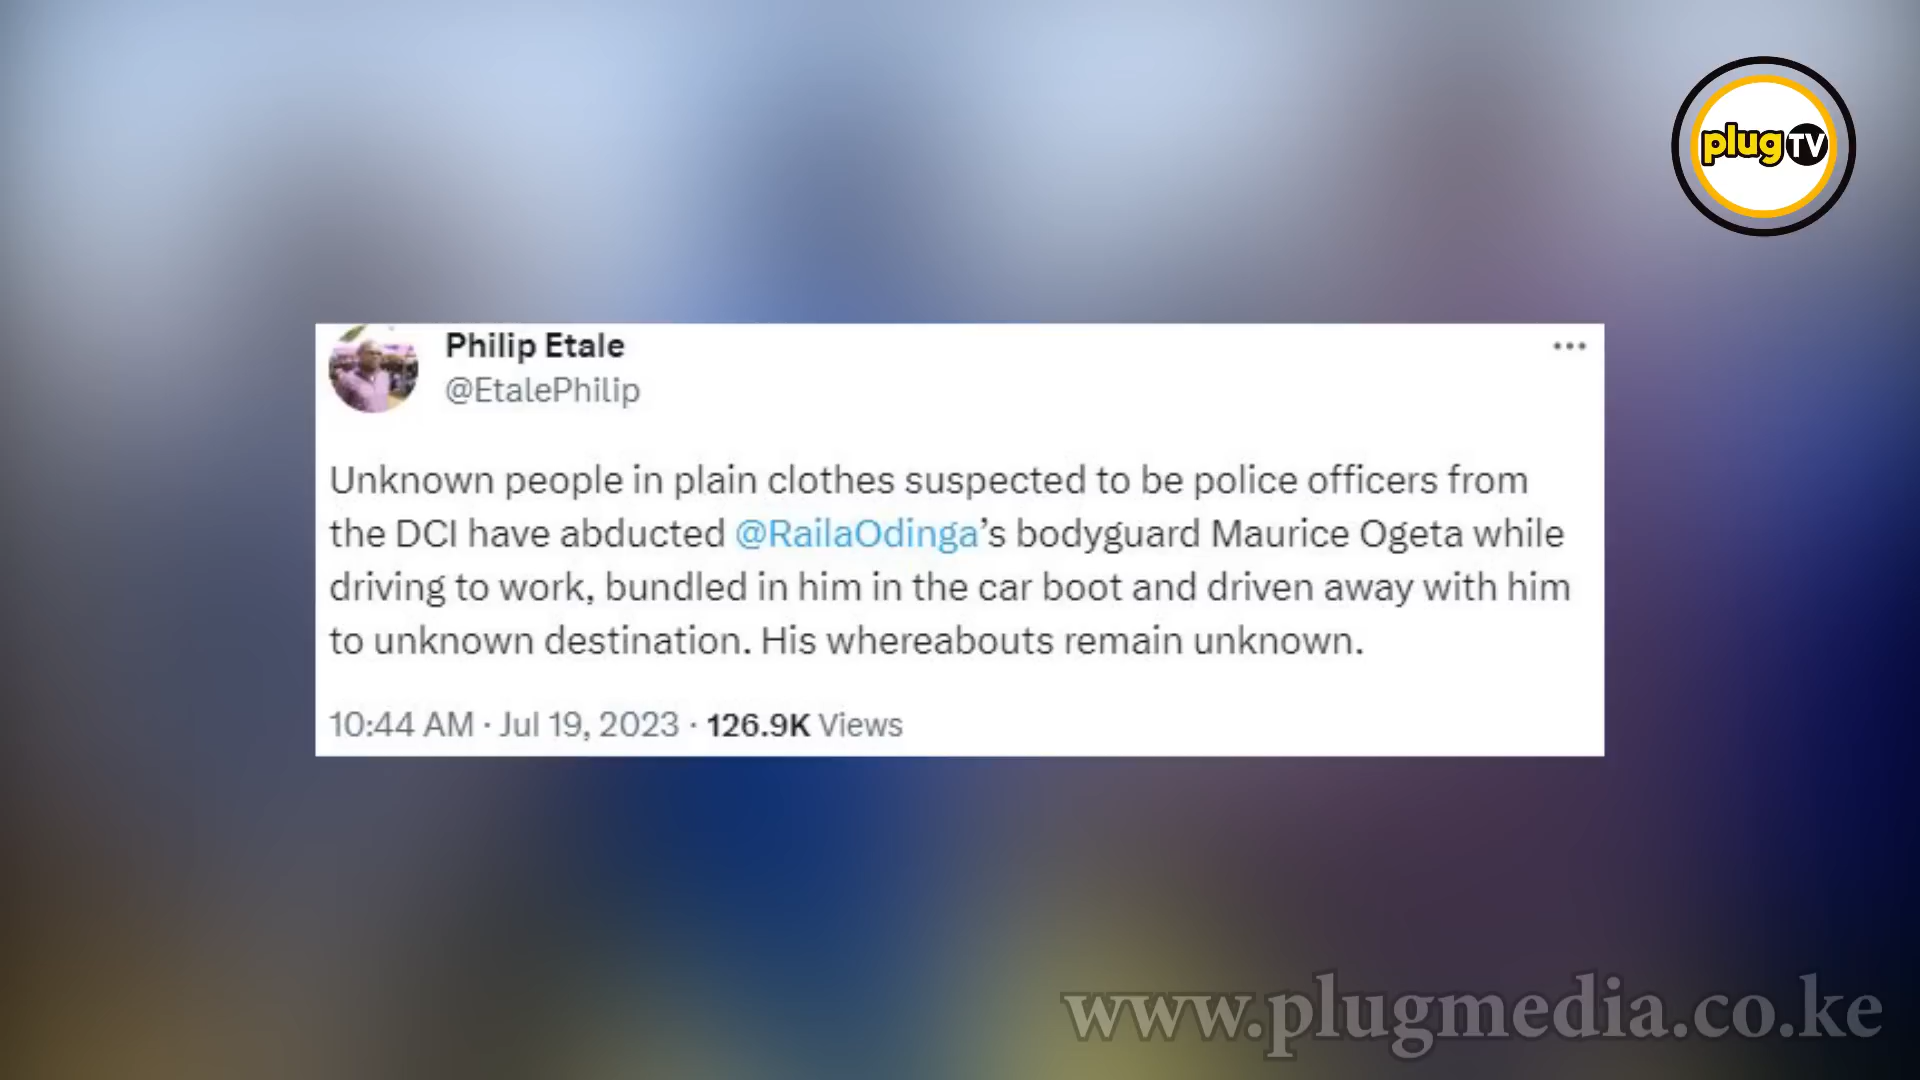 plug TV
Philip Etale
@EtalePhilip
Unknown people in plain clothes suspected to be police officers from
the DCI have abducted @RailaOdinga’s bodyguard Maurice Ogeta while
driving to work, bundled in him in the car boot and driven away with him
to unknown destination. His whereabouts remain unknown.
10:44 AM · Jul 19, 2023 · 126.9K Views
www.plugmedia.co.ke